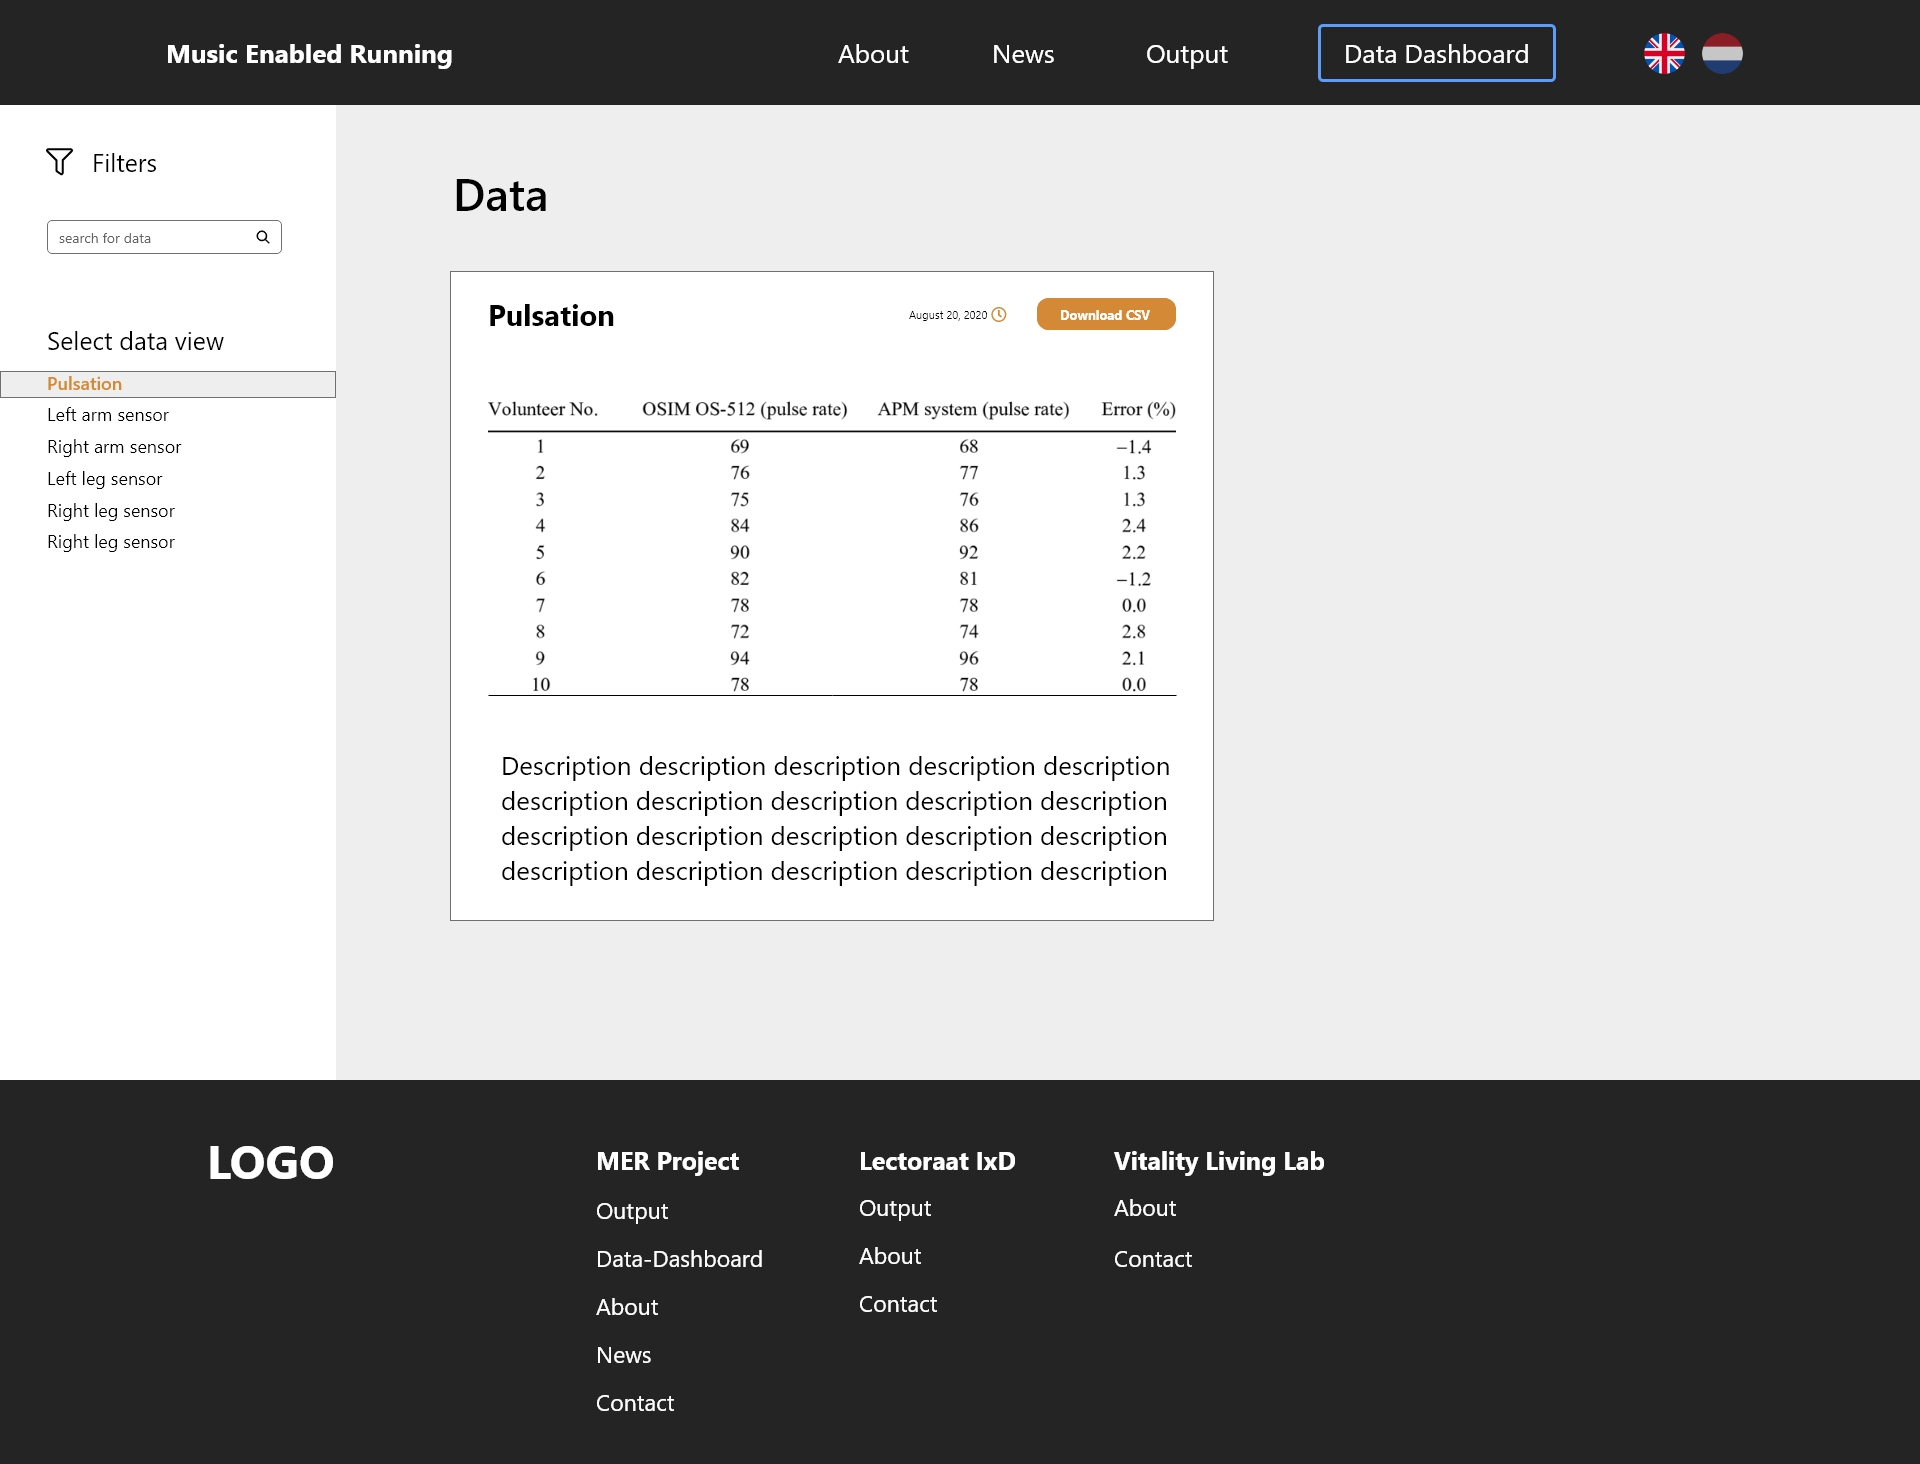 Music Enabled Running
About
News
Output
Data Dashboard
Filters
search for data
Select data view
Pulsation
Left arm sensor
Right arm sensor
Left leg sensor
Right leg sensor
Right leg sensor
Data
Pulsation
August 20, 2020
Download CSV
Volunteer No. OSIM OS-512 (pulse rate) APM system (pulse rate) Error (%)
1 69 68 −1.4
2 76 77 1.3
3 75 76 1.3
4 84 86 2.4
5 90 92 2.2
6 82 81 −1.2
7 78 78 0.0
8 72 74 2.8
9 94 96 2.1
10 78 78 0.0
Description description description description description
description description description description description
description description description description description
description description description description description
LOGO
MER Project
Output
Data-Dashboard
About
News
Contact
Lectoraat IxD
Output
About
Contact
Vitality Living Lab
About
Contact